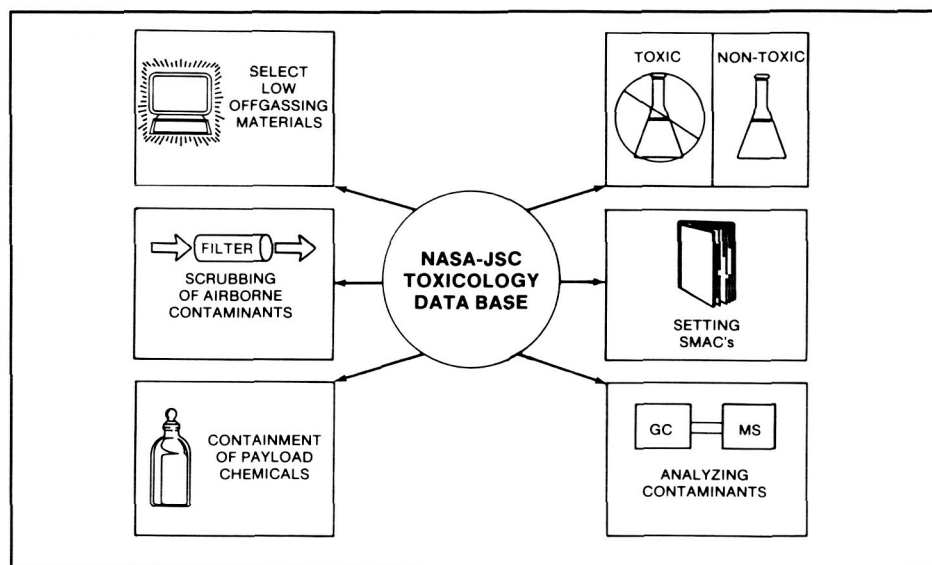 SELECT
LOW
OFFGASSING
MATERIALS
TOXIC
NON-TOXIC
FILTER
SCRUBBING
OF AIRBORNE
CONTAMINANTS
NASA-JSC
TOXICOLOGY
DATA BASE
SETTING
SMAC's
CONTAINMENT
OF PAYLOAD
CHEMICALS
GC
MS
ANALYZING
CONTAMINANTS